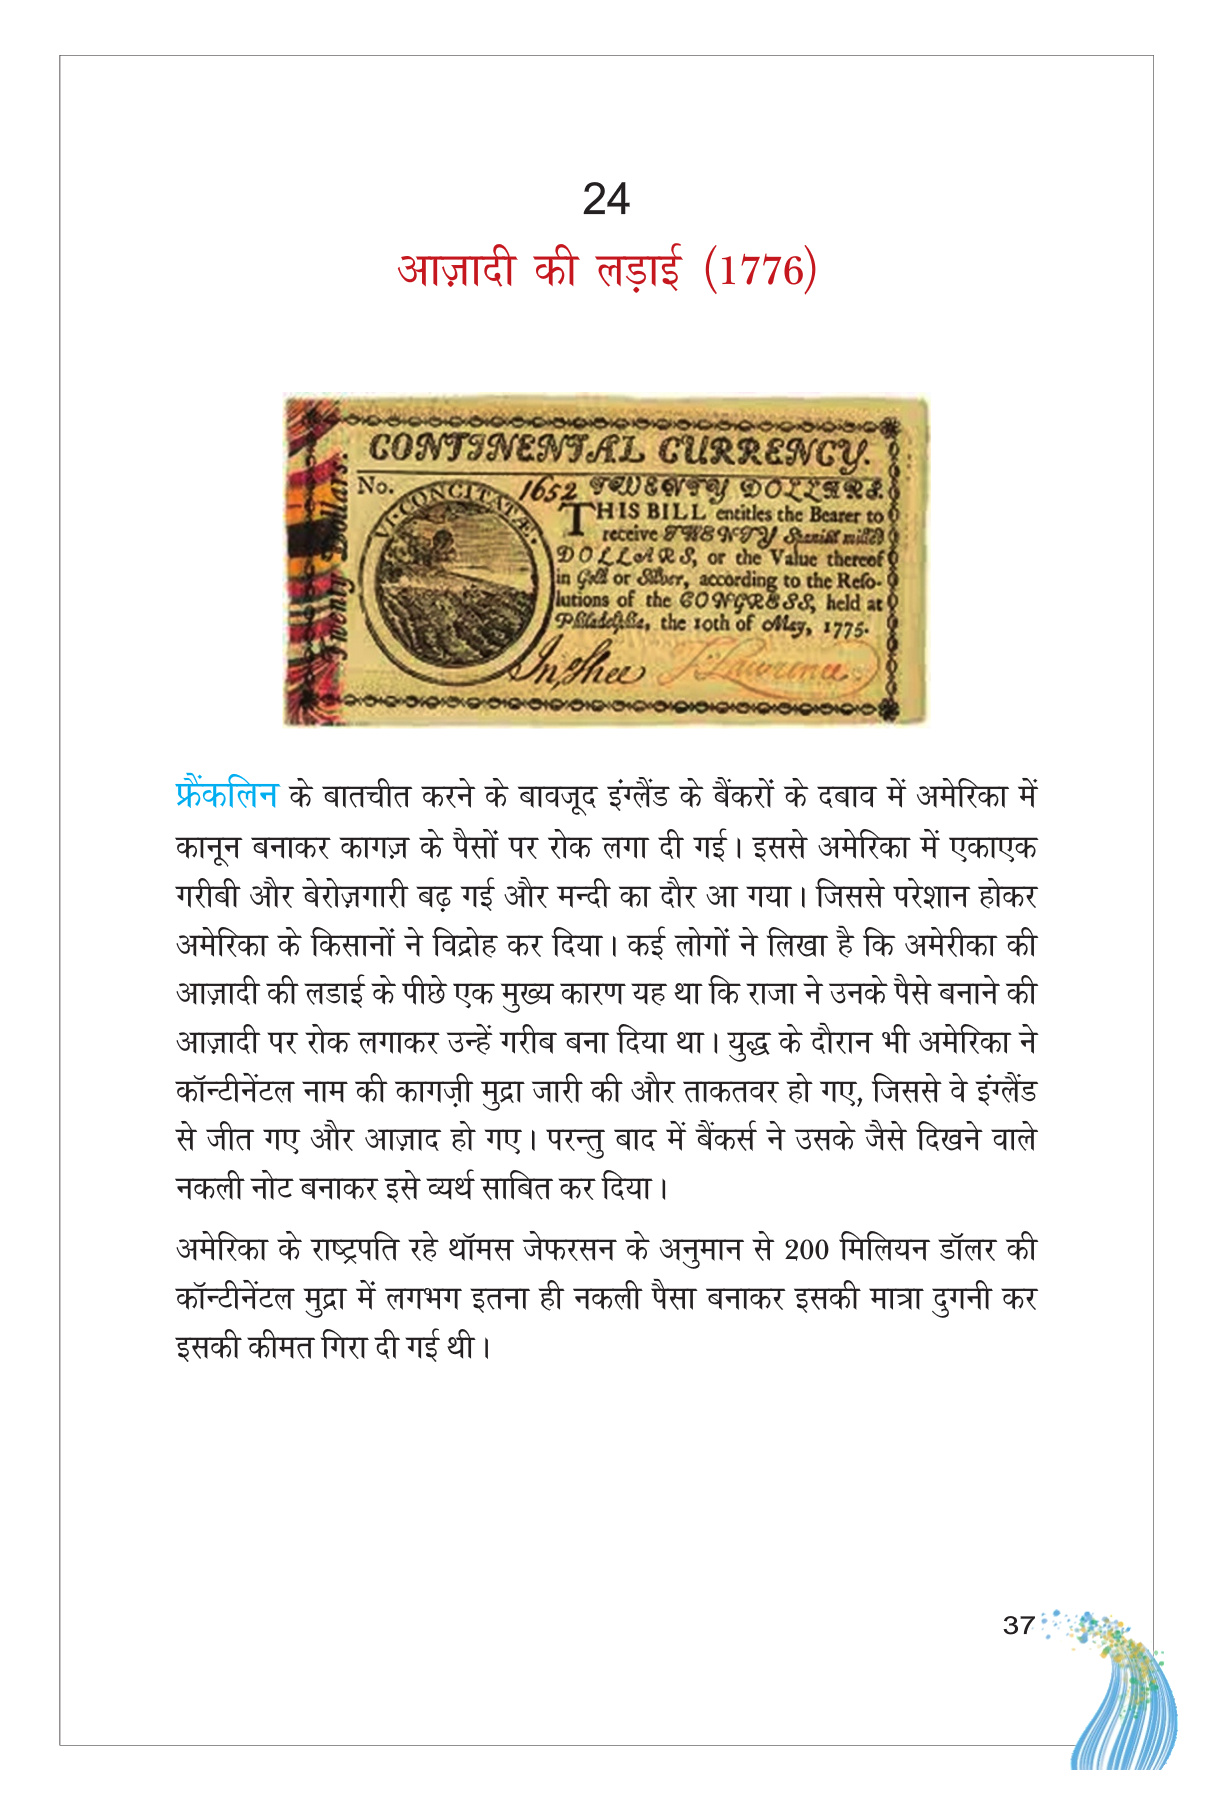 24
आज़ादी की लड़ाई (1776)
CONTINENTAL CURRENCY.
No. 1652 TWENTY DOLLARS.
VI·CONCITATÆ·
Twenty Dollars.
THIS BILL entitles the Bearer to
receive TWENTY Spanish milled
DOLLARS, or the Value thereof
in Gold or Silver, according to the Reſo-
lutions of the CONGRESS, held at
Philadelphia, the 10th of May, 1775.
फ्रैंकलिन के बातचीत करने के बावजूद इंग्लैंड के बैंकरों के दबाव में अमेरिका में
कानून बनाकर कागज़ के पैसों पर रोक लगा दी गई। इससे अमेरिका में एकाएक
गरीबी और बेरोज़गारी बढ़ गई और मन्दी का दौर आ गया। जिससे परेशान होकर
अमेरिका के किसानों ने विद्रोह कर दिया। कई लोगों ने लिखा है कि अमेरीका की
आज़ादी की लडाई के पीछे एक मुख्य कारण यह था कि राजा ने उनके पैसे बनाने की
आज़ादी पर रोक लगाकर उन्हें गरीब बना दिया था। युद्ध के दौरान भी अमेरिका ने
कॉन्टीनेंटल नाम की कागज़ी मुद्रा जारी की और ताकतवर हो गए, जिससे वे इंग्लैंड
से जीत गए और आज़ाद हो गए। परन्तु बाद में बैंकर्स ने उसके जैसे दिखने वाले
नकली नोट बनाकर इसे व्यर्थ साबित कर दिया।
अमेरिका के राष्ट्रपति रहे थॉमस जेफरसन के अनुमान से 200 मिलियन डॉलर की
कॉन्टीनेंटल मुद्रा में लगभग इतना ही नकली पैसा बनाकर इसकी मात्रा दुगनी कर
इसकी कीमत गिरा दी गई थी।
37